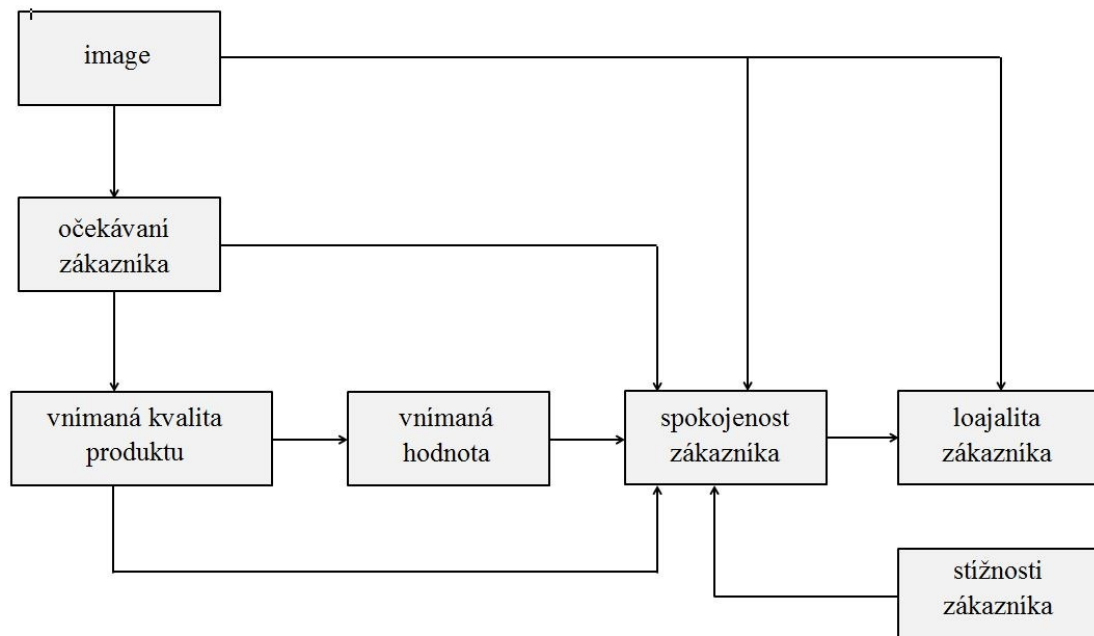 image
očekávaní
zákazníka
vnímaná kvalita
produktu
vnímaná
hodnota
spokojenost
zákazníka
loajalita
zákazníka
stížnosti
zákazníka